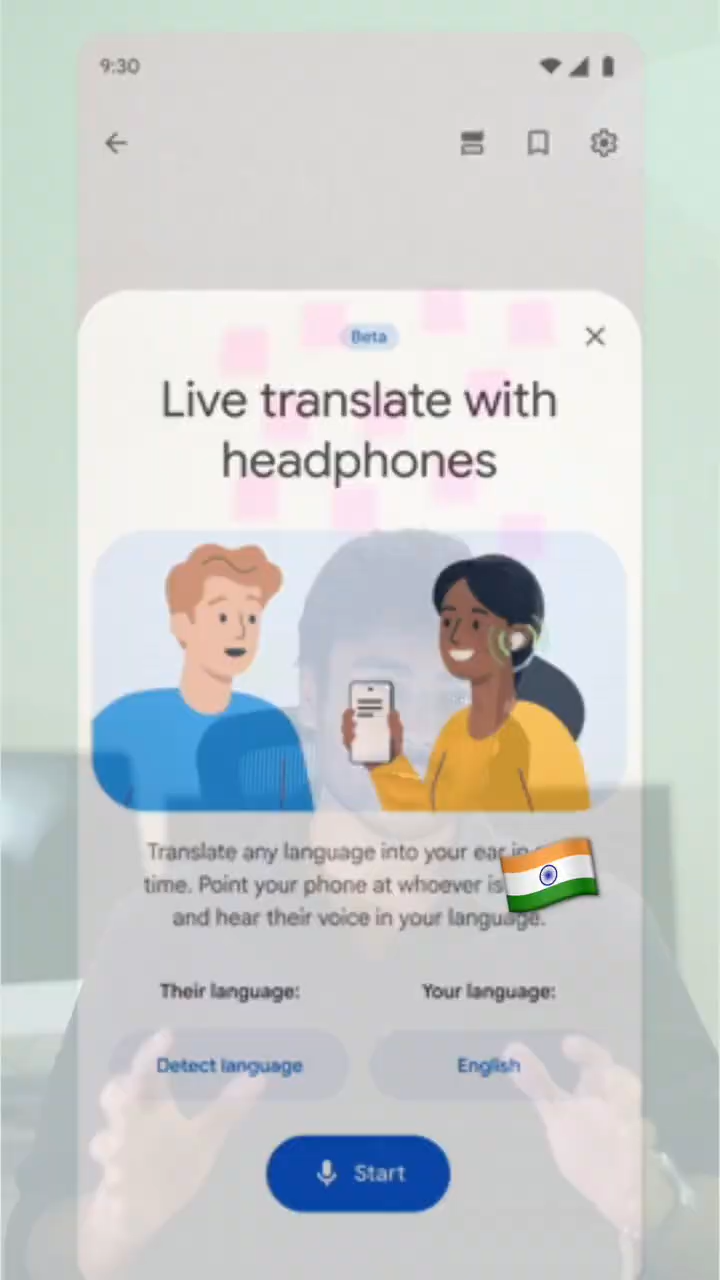 9:30
Beta
Live translate with
headphones
Translate any language into your ear in
time. Point your phone at whoever is
and hear their voice in your language.
Their language:
Your language:
Detect language
English
Start